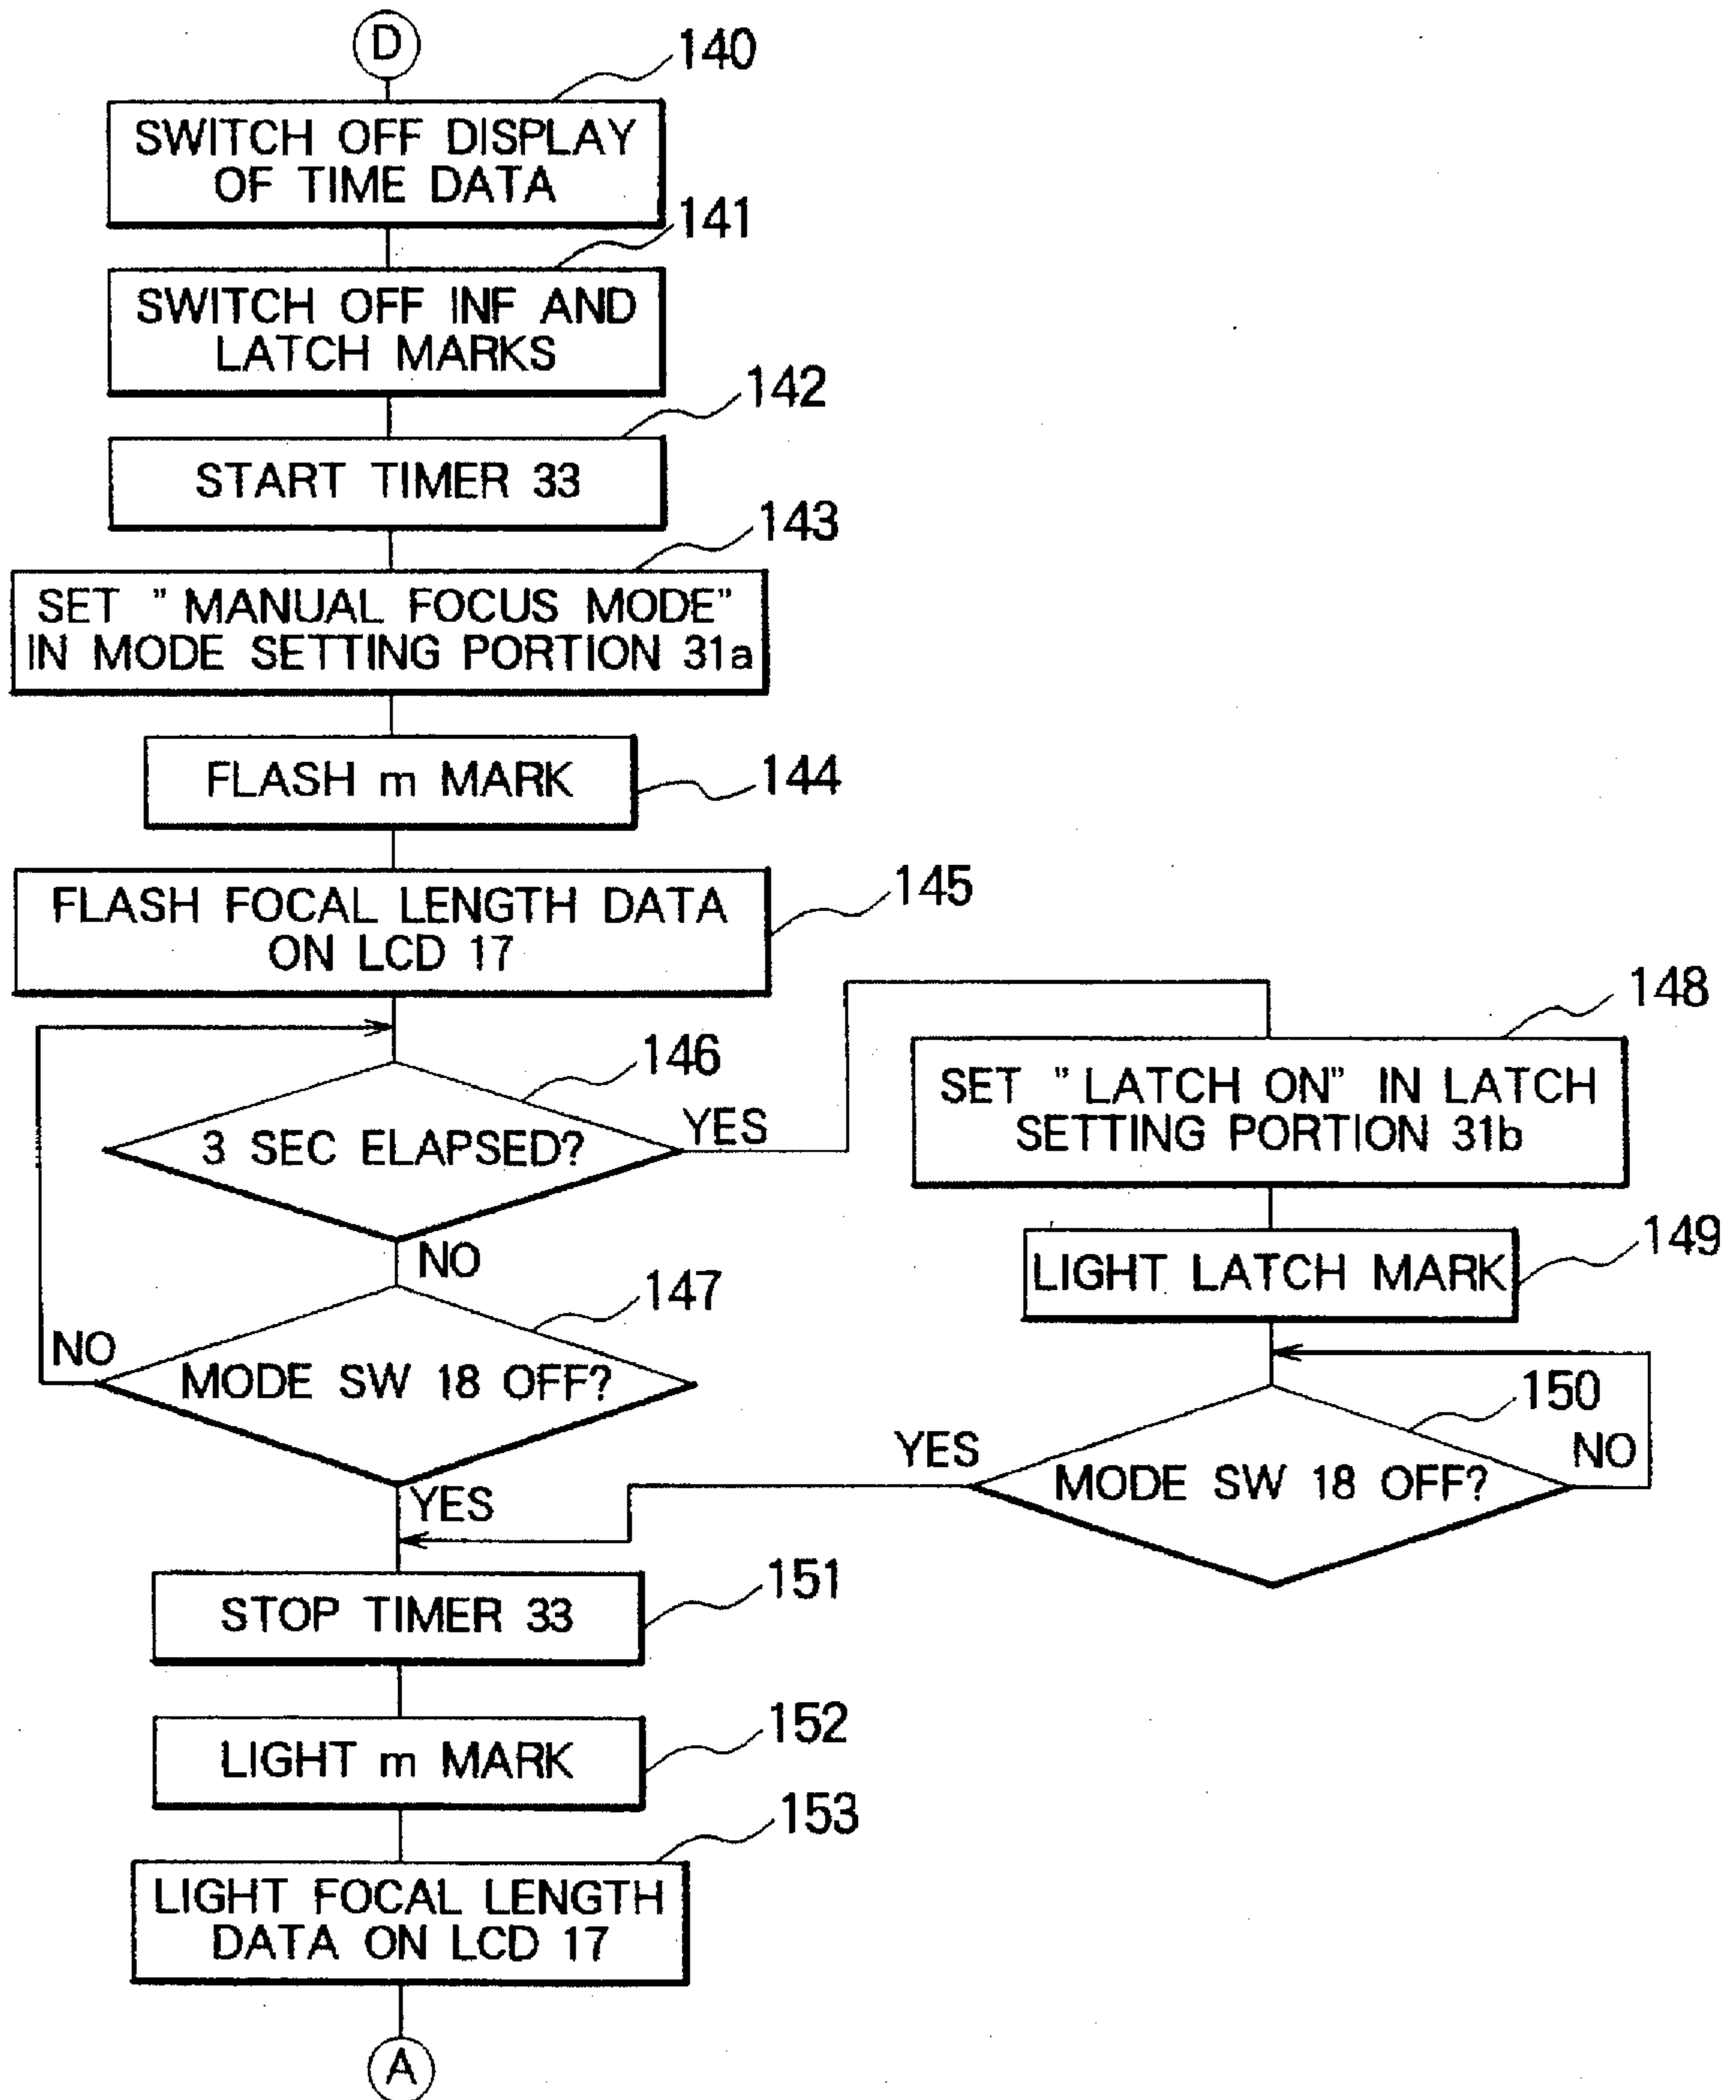 D
140
SWITCH OFF DISPLAY
OF TIME DATA
141
SWITCH OFF INF AND
LATCH MARKS
142
START TIMER 33
143
SET " MANUAL FOCUS MODE"
IN MODE SETTING PORTION 31a
FLASH m MARK
144
FLASH FOCAL LENGTH DATA
ON LCD 17
145
146
3 SEC ELAPSED?
YES
NO
147
NO
MODE SW 18 OFF?
YES
148
SET " LATCH ON" IN LATCH
SETTING PORTION 31b
149
LIGHT LATCH MARK
150
YES
NO
MODE SW 18 OFF?
151
STOP TIMER 33
152
LIGHT m MARK
153
LIGHT FOCAL LENGTH
DATA ON LCD 17
A